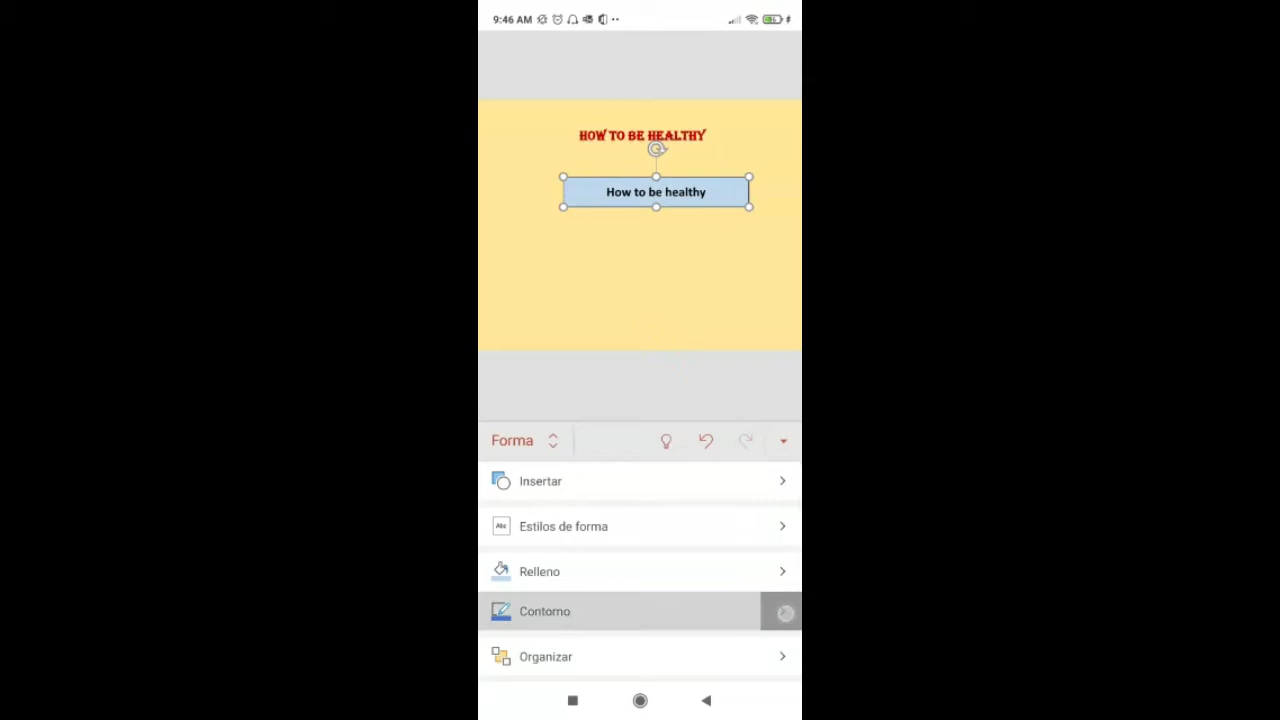 9:46 AM
HOW TO BE HEALTHY
How to be healthy
Forma
Insertar
Abc
Estilos de forma
Relleno
Contorno
Organizar